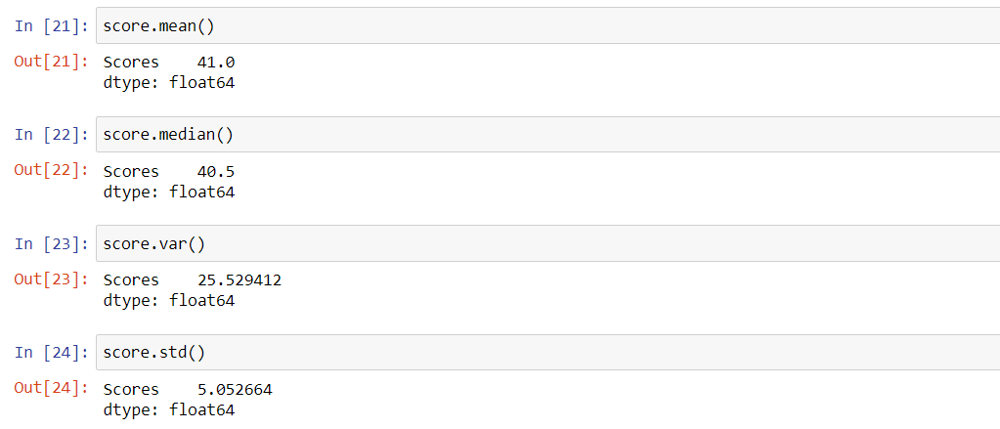 In [21]: score.mean()
Out[21]: Scores    41.0
dtype: float64
In [22]: score.median()
Out[22]: Scores    40.5
dtype: float64
In [23]: score.var()
Out[23]: Scores    25.529412
dtype: float64
In [24]: score.std()
Out[24]: Scores    5.052664
dtype: float64